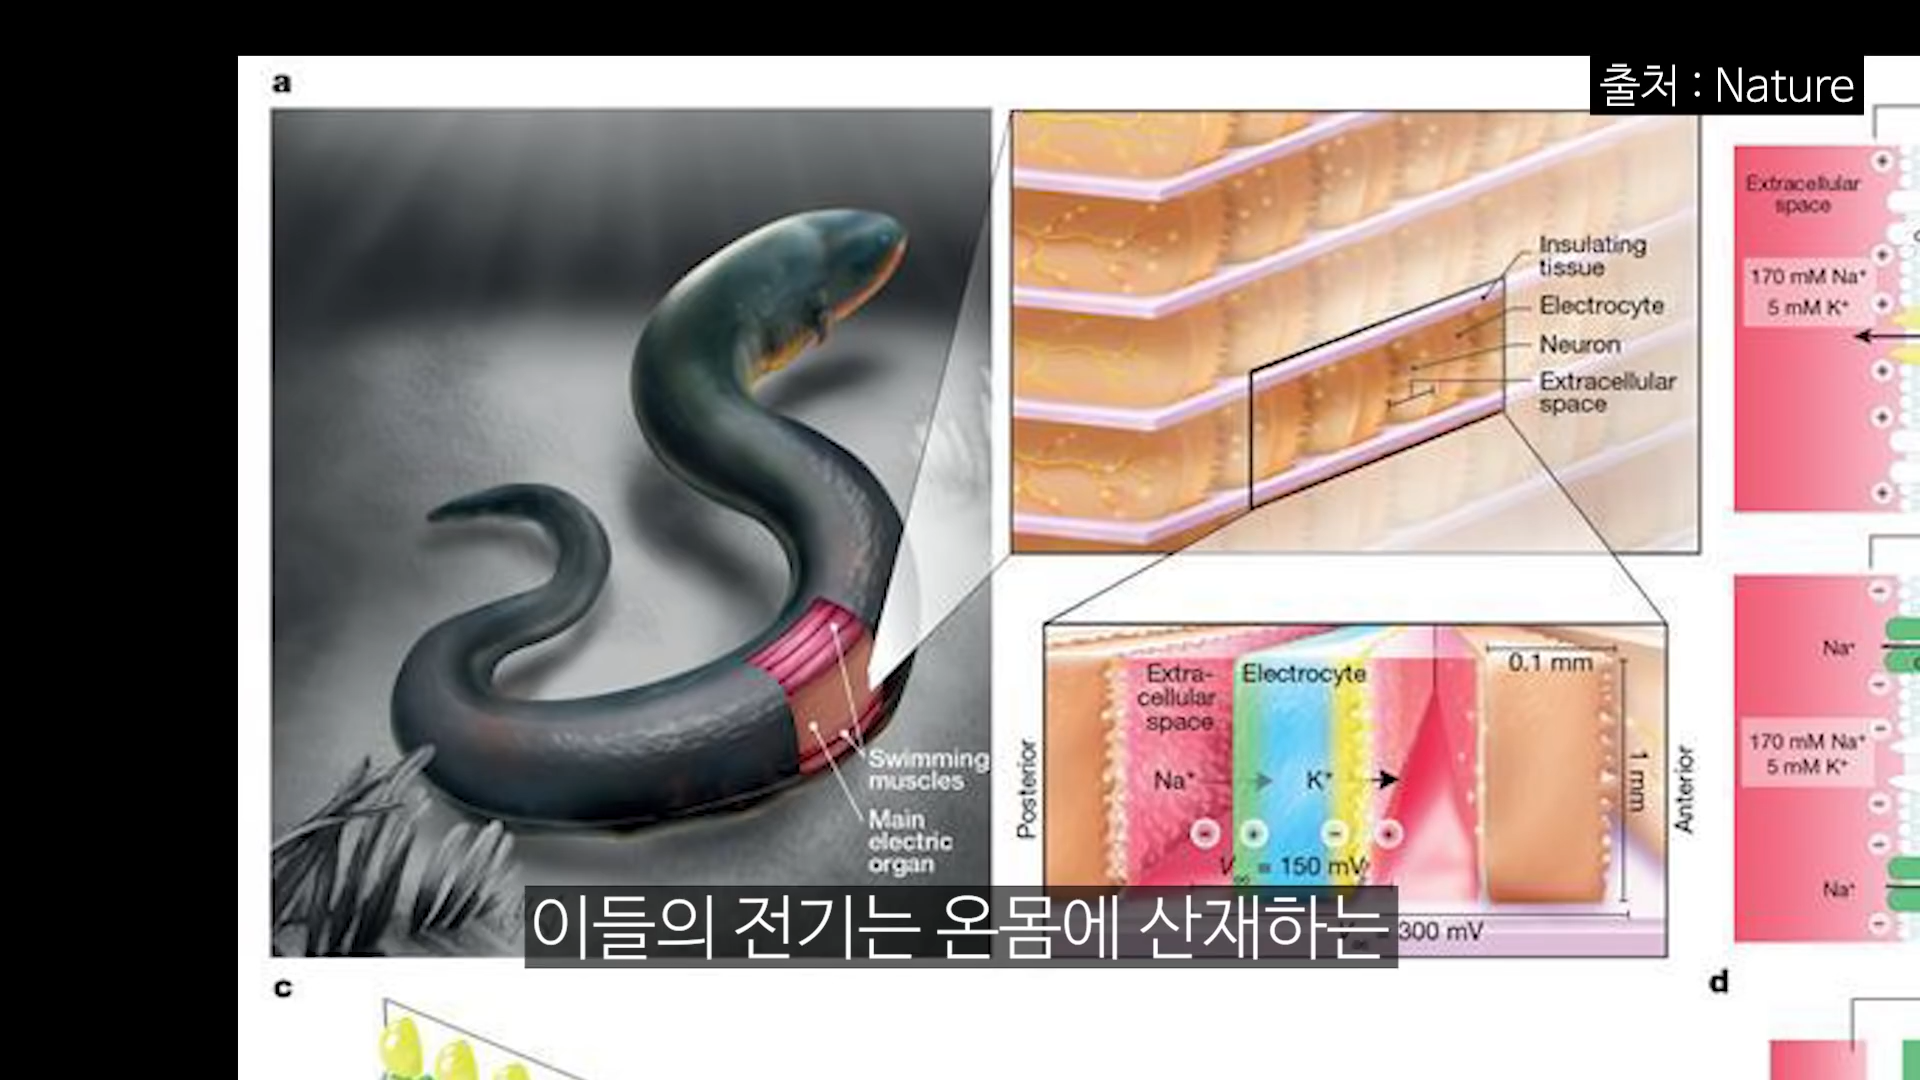 a
출처 : Nature
Insulating
tissue
Electrocyte
Neuron
Extracellular
space
Swimming
muscles
Main
electric
organ
Posterior
Extra-
cellular
space
Electrocyte
0.1 mm
1 mm
Na⁺
K⁺
= 150 mV
= 300 mV
Anterior
Extracellular
space
170 mM Na⁺
5 mM K⁺
Na⁺
170 mM Na⁺
5 mM K⁺
Na⁺
이들의 전기는 온몸에 산재하는
c
d